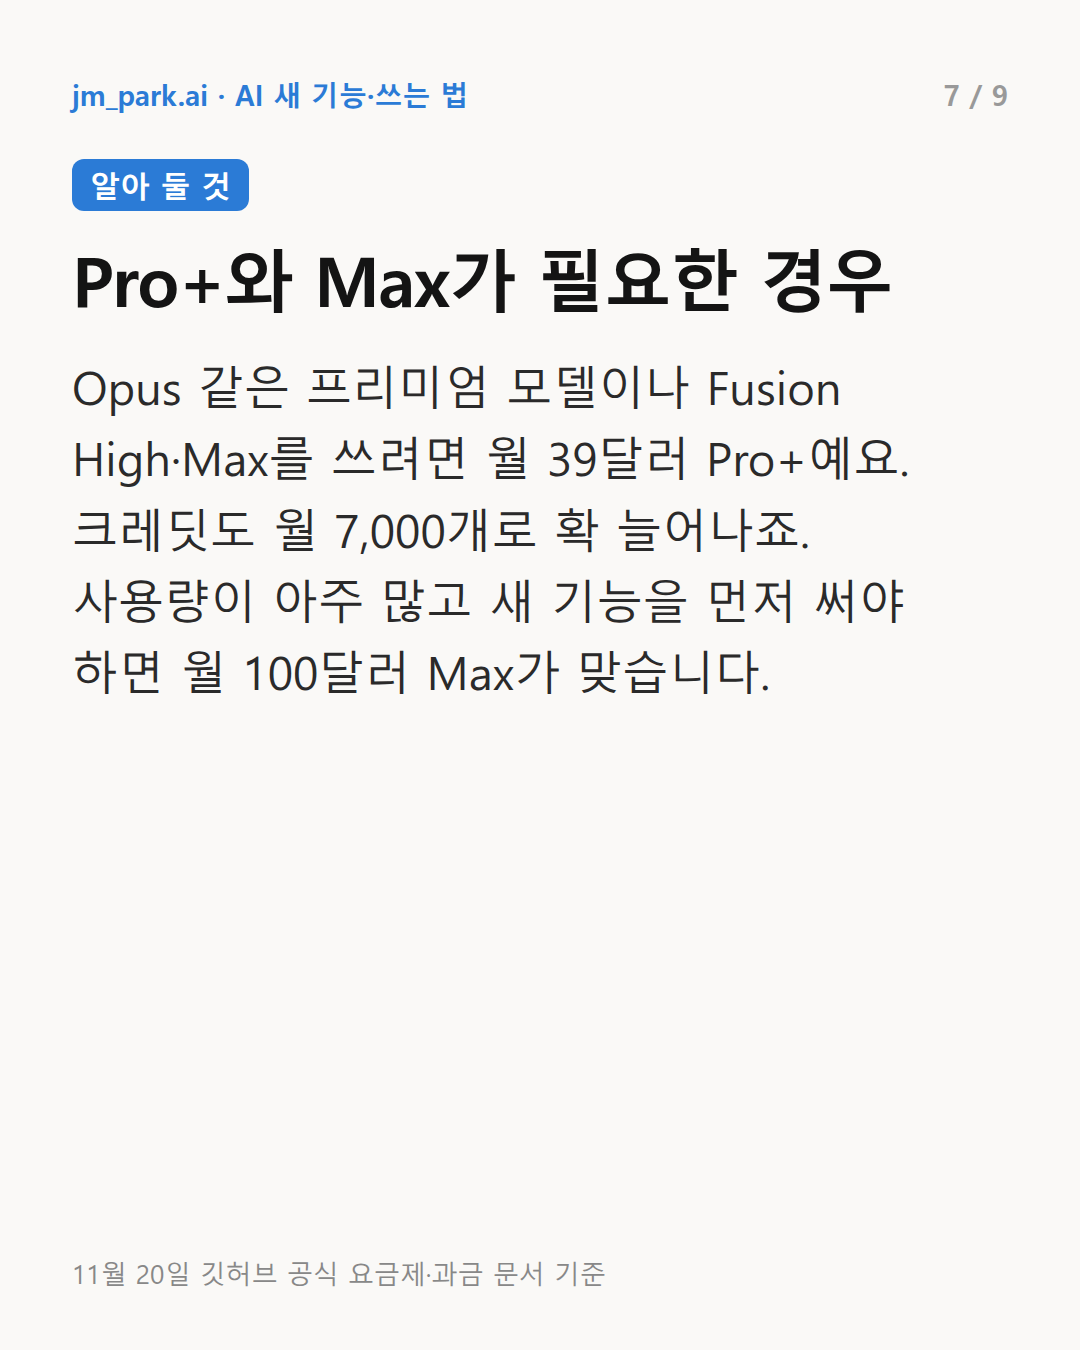 jm_park.ai · AI 새 기능·쓰는 법
7 / 9
알아 둘 것
Pro+와 Max가 필요한 경우
Opus 같은 프리미엄 모델이나 Fusion
High·Max를 쓰려면 월 39달러 Pro+예요.
크레딧도 월 7,000개로 확 늘어나죠.
사용량이 아주 많고 새 기능을 먼저 써야
하면 월 100달러 Max가 맞습니다.
11월 20일 깃허브 공식 요금제·과금 문서 기준